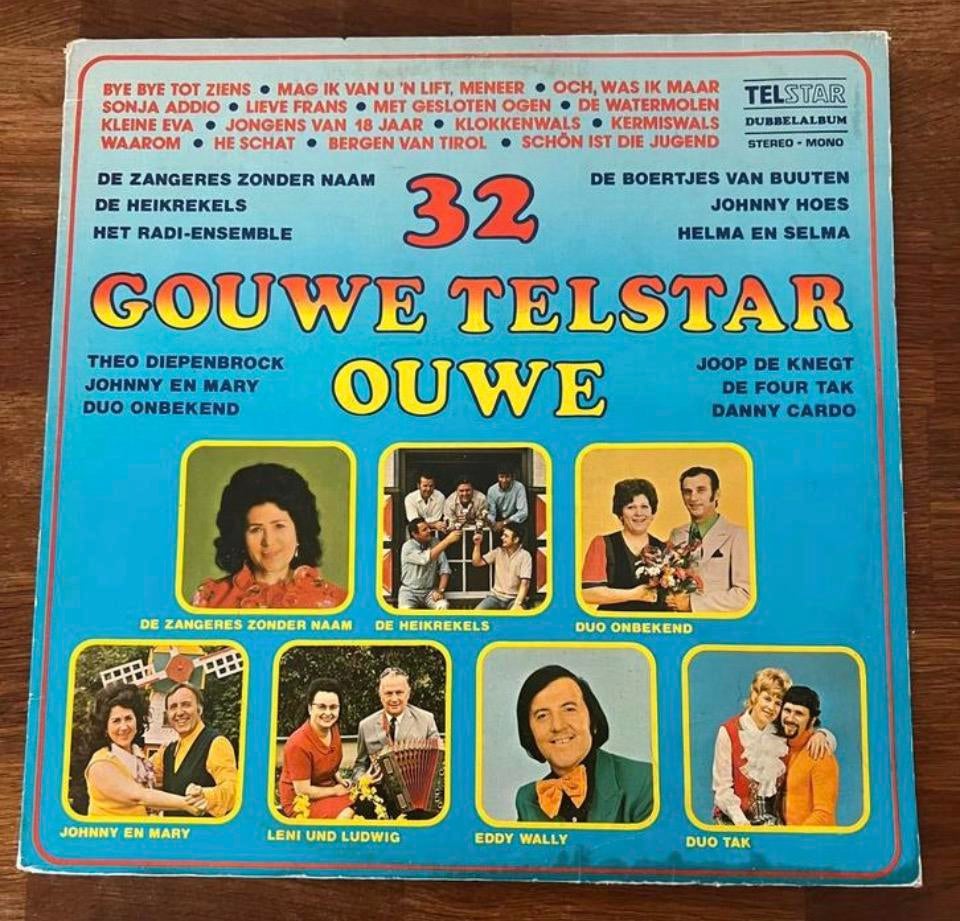 BYE BYE TOT ZIENS • MAG IK VAN U 'N LIFT, MENEER • OCH, WAS IK MAAR
SONJA ADDIO • LIEVE FRANS • MET GESLOTEN OGEN • DE WATERMOLEN
KLEINE EVA • JONGENS VAN 18 JAAR • KLOKKENWALS • KERMISWALS
WAAROM • HE SCHAT • BERGEN VAN TIROL • SCHÖN IST DIE JUGEND
TELSTAR
DUBBELALBUM
STEREO - MONO
DE ZANGERES ZONDER NAAM
DE HEIKREKELS
HET RADI-ENSEMBLE
32
DE BOERTJES VAN BUUTEN
JOHNNY HOES
HELMA EN SELMA
GOUWE TELSTAR
OUWE
THEO DIEPENBROCK
JOHNNY EN MARY
DUO ONBEKEND
JOOP DE KNEGT
DE FOUR TAK
DANNY CARDO
DE ZANGERES ZONDER NAAM
DE HEIKREKELS
DUO ONBEKEND
JOHNNY EN MARY
LENI UND LUDWIG
EDDY WALLY
DUO TAK